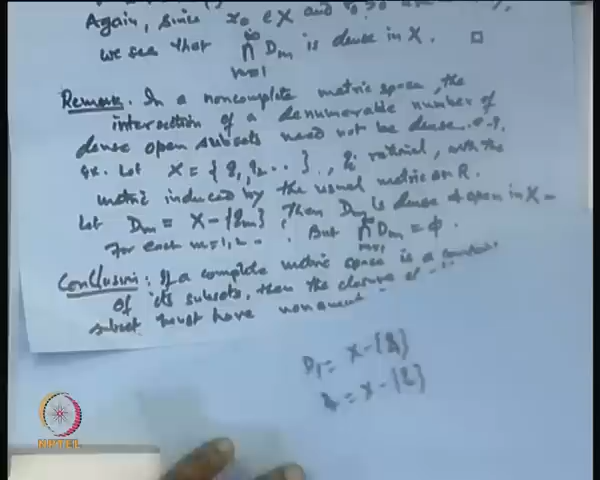 Again, since x₀ ∈ X and r₀ > 0
we see that ∞∩m=1 Dm is dense in X. □
Remark. In a noncomplete metric space, the
intersection of a denumerable number of
dense open subsets need not be dense. e.g.
Ex. Let X = {q₁, q₂ ...}, qi rational, with the
metric induced by the usual metric on R.
Let Dm = X - {qm}, Then Dm is dense & open in X
For each m=1,2,.. . But ∞∩m=1 Dm = φ.
Conclusion: If a complete metric space is a
of its subsets, then the closure of
subset must have nonempt
D₁ = X - {q₁}
= X - {q₂}
NPTEL